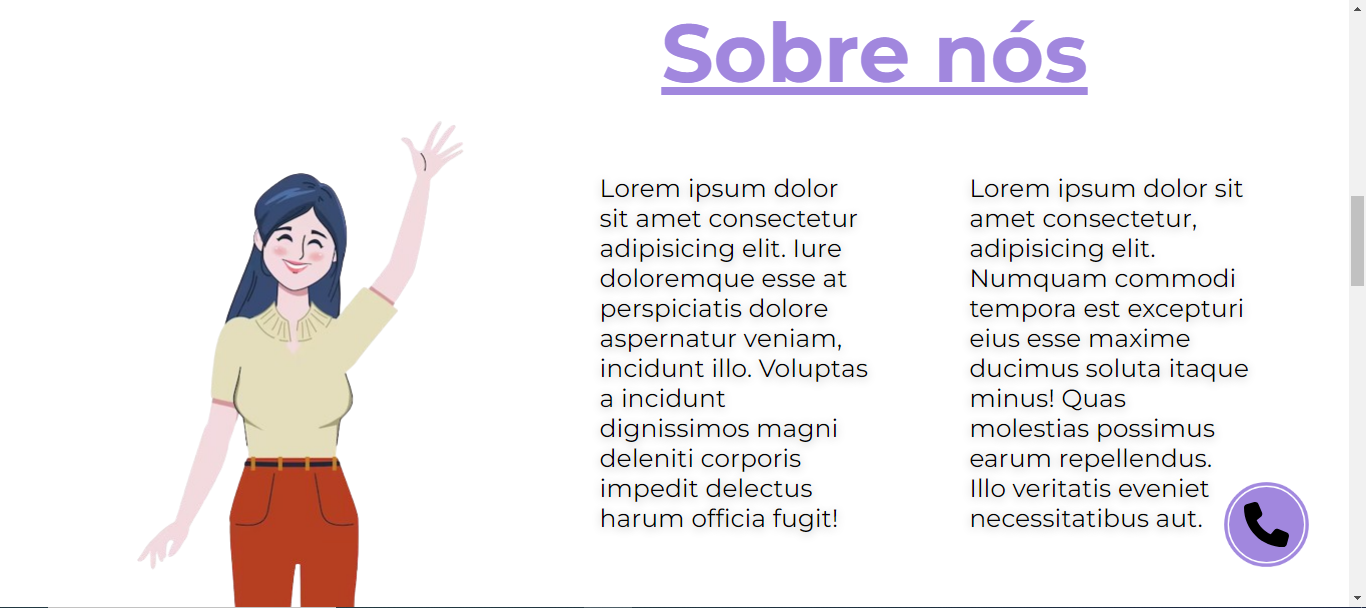 Sobre nós
Lorem ipsum dolor
sit amet consectetur
adipisicing elit. Iure
doloremque esse at
perspiciatis dolore
aspernatur veniam,
incidunt illo. Voluptas
a incidunt
dignissimos magni
deleniti corporis
impedit delectus
harum officia fugit!
Lorem ipsum dolor sit
amet consectetur,
adipisicing elit.
Numquam commodi
tempora est excepturi
eius esse maxime
ducimus soluta itaque
minus! Quas
molestias possimus
earum repellendus.
Illo veritatis eveniet
necessitatibus aut.